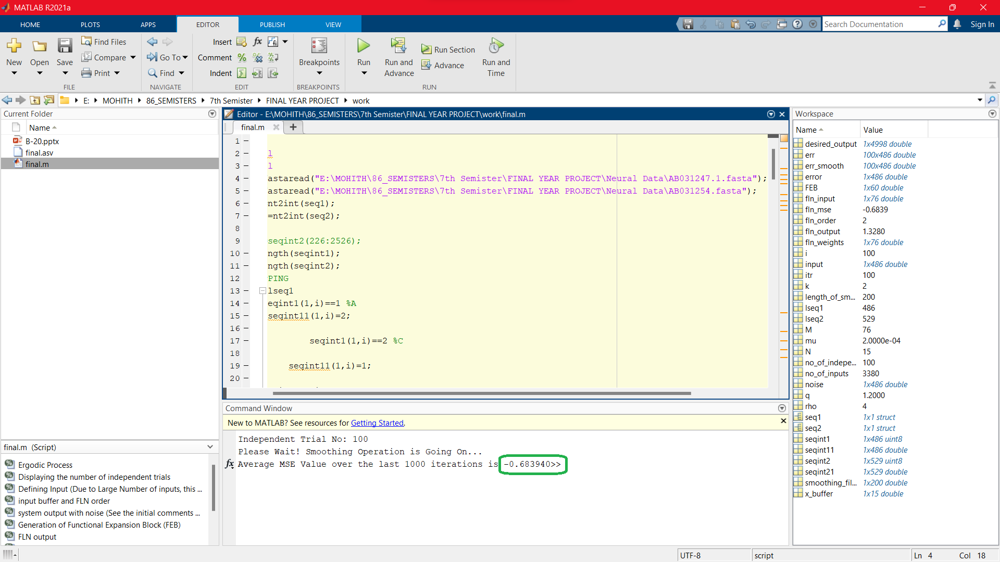 MATLAB R2021a
HOME PLOTS APPS EDITOR PUBLISH VIEW
Search Documentation
Sign In
New
Open
Save
Find Files
Compare
Print
FILE
Go To
Find
NAVIGATE
Insert
Comment
Indent
EDIT
Breakpoints
BREAKPOINTS
Run
Run and Advance
Run Section
Advance
Run and Time
RUN
E: MOHITH 86_SEMISTERS 7th Semister FINAL YEAR PROJECT work
Current Folder
Name
B-20.pptx
final.asv
final.m
final.m (Script)
Ergodic Process
Displaying the number of independent trials
Defining Input (Due to Large Number of inputs, this ...
input buffer and FLN order
system output with noise (See the initial comments ...
Generation of Functional Expansion Block (FEB)
FLN output
Editor - E:\MOHITH\86_SEMISTERS\7th Semister\FINAL YEAR PROJECT\work\final.m
final.m
1
2 l
3 l
4 astaread("E:\MOHITH\86_SEMISTERS\7th Semister\FINAL YEAR PROJECT\Neural Data\AB031247.1.fasta");
5 astaread("E:\MOHITH\86_SEMISTERS\7th Semister\FINAL YEAR PROJECT\Neural Data\AB031254.fasta");
6 nt2int(seq1);
7 =nt2int(seq2);
8
9 seqint2(226:2526);
10 ngth(seqint1);
11 ngth(seqint2);
12 PING
13 lseq1
14 eqint1(1,i)==1 %A
15 seqint11(1,i)=2;
16
17 seqint1(1,i)==2 %C
18
19 seqint11(1,i)=1;
20
Command Window
New to MATLAB? See resources for Getting Started.
Independent Trial No: 100
Please Wait! Smoothing Operation is Going On...
fx Average MSE Value over the last 1000 iterations is -0.683940>>
Workspace
Name Value
desired_output 1x4998 double
err 100x486 double
err_smooth 100x486 double
error 1x486 double
FEB 1x60 double
fln_input 1x76 double
fln_mse -0.6839
fln_order 2
fln_output 1.3280
fln_weights 1x76 double
i 100
input 1x486 double
itr 100
k 2
length_of_sm... 200
lseq1 486
lseq2 529
M 76
mu 2.0000e-04
N 15
no_of_indepe... 100
no_of_inputs 3380
noise 1x486 double
q 1.2000
rho 4
seq1 1x1 struct
seq2 1x1 struct
seqint1 1x486 uint8
seqint11 1x486 double
seqint2 1x529 uint8
seqint21 1x529 double
smoothing_fil... 1x200 double
x_buffer 1x15 double
UTF-8 script Ln 4 Col 18